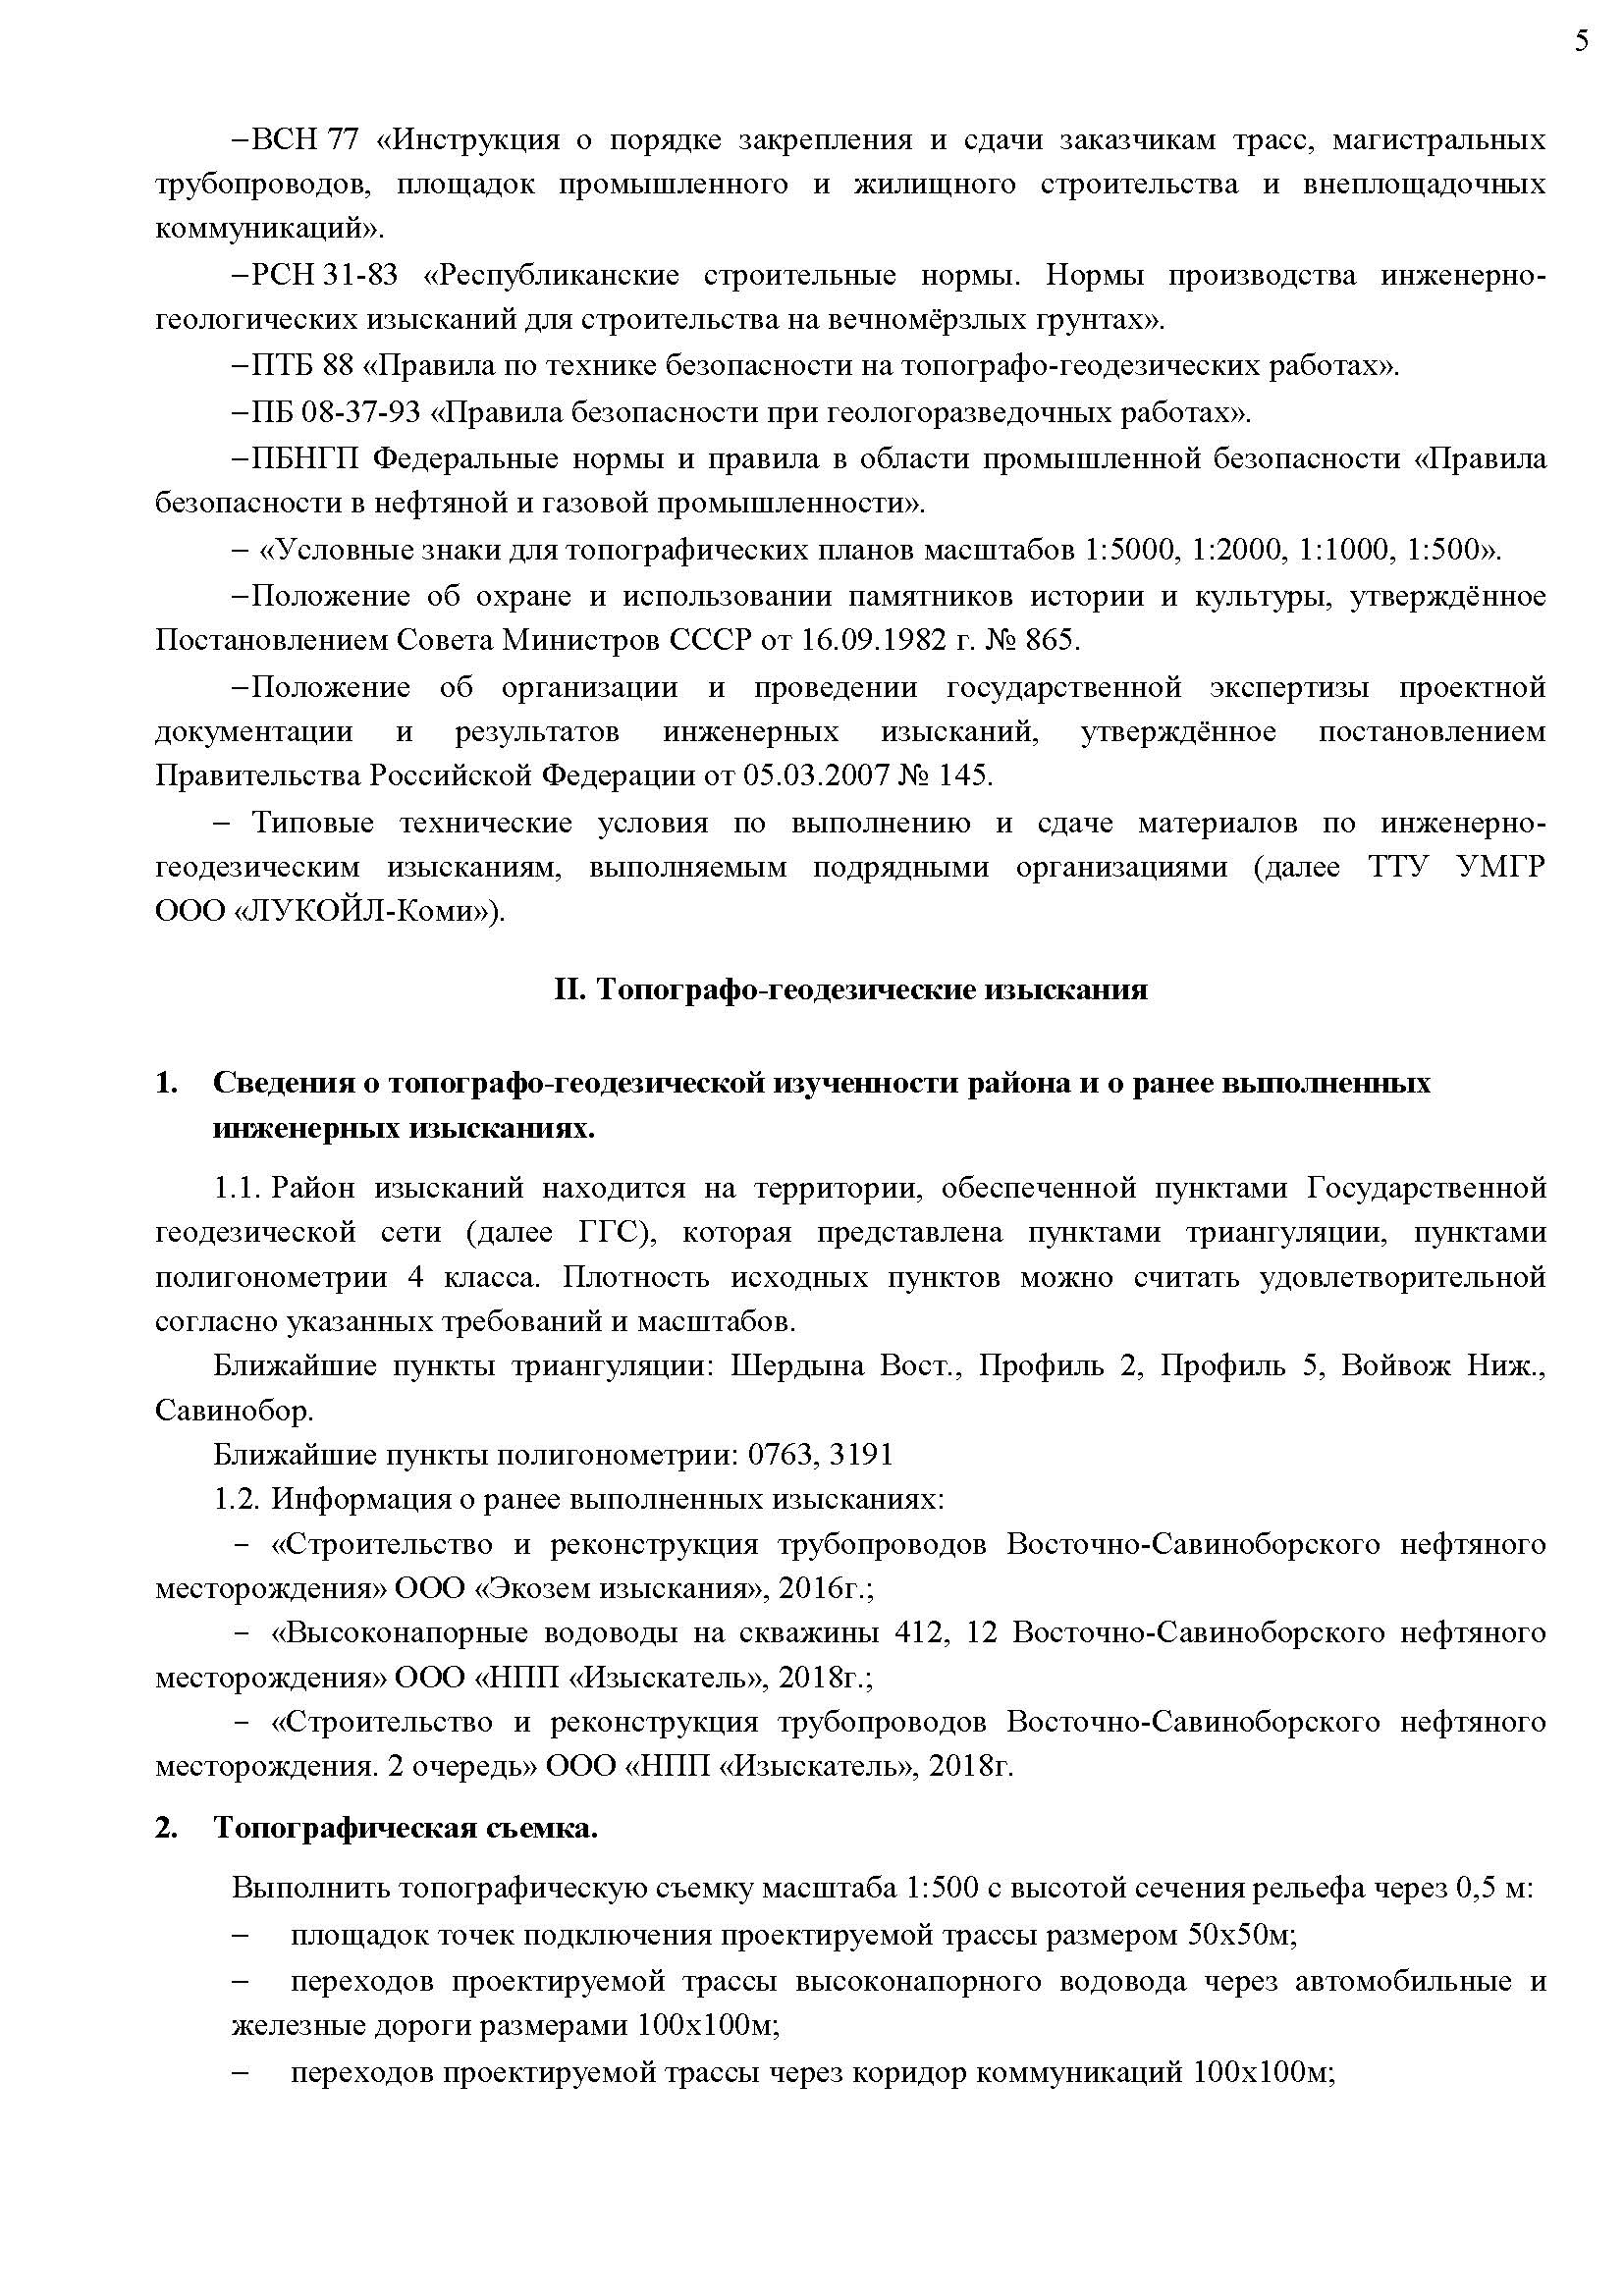 5
–ВСН 77 «Инструкция о порядке закрепления и сдачи заказчикам трасс, магистральных
трубопроводов, площадок промышленного и жилищного строительства и внеплощадочных
коммуникаций».
–РСН 31-83 «Республиканские строительные нормы. Нормы производства инженерно-
геологических изысканий для строительства на вечномёрзлых грунтах».
–ПТБ 88 «Правила по технике безопасности на топографо-геодезических работах».
–ПБ 08-37-93 «Правила безопасности при геологоразведочных работах».
–ПБНГП Федеральные нормы и правила в области промышленной безопасности «Правила
безопасности в нефтяной и газовой промышленности».
– «Условные знаки для топографических планов масштабов 1:5000, 1:2000, 1:1000, 1:500».
–Положение об охране и использовании памятников истории и культуры, утверждённое
Постановлением Совета Министров СССР от 16.09.1982 г. № 865.
–Положение об организации и проведении государственной экспертизы проектной
документации и результатов инженерных изысканий, утверждённое постановлением
Правительства Российской Федерации от 05.03.2007 № 145.
– Типовые технические условия по выполнению и сдаче материалов по инженерно-
геодезическим изысканиям, выполняемым подрядными организациями (далее ТТУ УМГР
ООО «ЛУКОЙЛ-Коми»).
II. Топографо-геодезические изыскания
1. Сведения о топографо-геодезической изученности района и о ранее выполненных
инженерных изысканиях.
1.1. Район изысканий находится на территории, обеспеченной пунктами Государственной
геодезической сети (далее ГГС), которая представлена пунктами триангуляции, пунктами
полигонометрии 4 класса. Плотность исходных пунктов можно считать удовлетворительной
согласно указанных требований и масштабов.
Ближайшие пункты триангуляции: Шердына Вост., Профиль 2, Профиль 5, Войвож Ниж.,
Савинобор.
Ближайшие пункты полигонометрии: 0763, 3191
1.2. Информация о ранее выполненных изысканиях:
– «Строительство и реконструкция трубопроводов Восточно-Савиноборского нефтяного
месторождения» ООО «Экозем изыскания», 2016г.;
– «Высоконапорные водоводы на скважины 412, 12 Восточно-Савиноборского нефтяного
месторождения» ООО «НПП «Изыскатель», 2018г.;
– «Строительство и реконструкция трубопроводов Восточно-Савиноборского нефтяного
месторождения. 2 очередь» ООО «НПП «Изыскатель», 2018г.
2. Топографическая съемка.
Выполнить топографическую съемку масштаба 1:500 с высотой сечения рельефа через 0,5 м:
– площадок точек подключения проектируемой трассы размером 50х50м;
– переходов проектируемой трассы высоконапорного водовода через автомобильные и
железные дороги размерами 100х100м;
– переходов проектируемой трассы через коридор коммуникаций 100х100м;